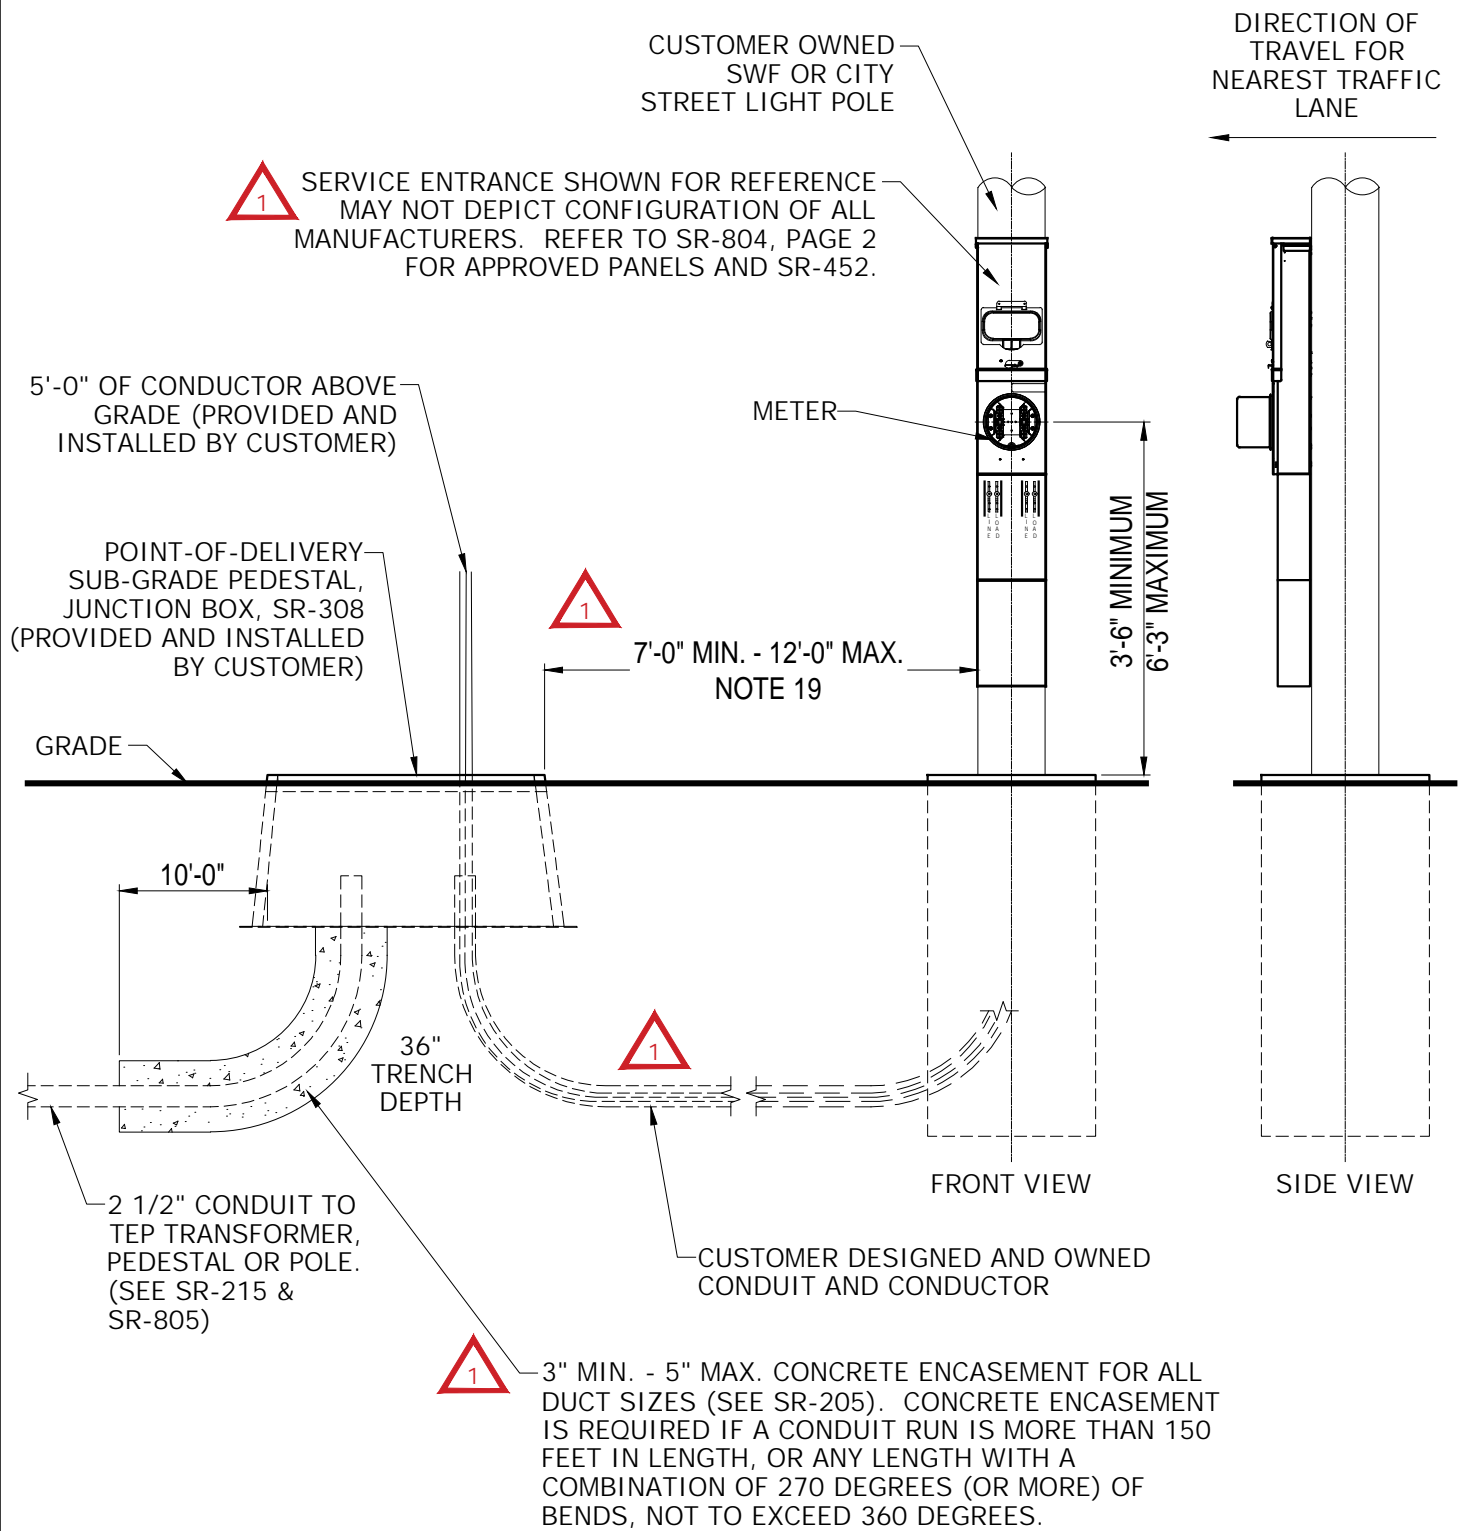 CUSTOMER OWNED
SWF OR CITY
STREET LIGHT POLE
DIRECTION OF
TRAVEL FOR
NEAREST TRAFFIC
LANE
1
SERVICE ENTRANCE SHOWN FOR REFERENCE
MAY NOT DEPICT CONFIGURATION OF ALL
MANUFACTURERS. REFER TO SR-804, PAGE 2
FOR APPROVED PANELS AND SR-452.
5'-0" OF CONDUCTOR ABOVE
GRADE (PROVIDED AND
INSTALLED BY CUSTOMER)
METER
LINE
LOAD
LINE
LOAD
3'-6" MINIMUM
6'-3" MAXIMUM
POINT-OF-DELIVERY
SUB-GRADE PEDESTAL,
JUNCTION BOX, SR-308
(PROVIDED AND INSTALLED
BY CUSTOMER)
1
7'-0" MIN. - 12'-0" MAX.
NOTE 19
GRADE
10'-0"
36"
TRENCH
DEPTH
1
FRONT VIEW
SIDE VIEW
2 1/2" CONDUIT TO
TEP TRANSFORMER,
PEDESTAL OR POLE.
(SEE SR-215 &
SR-805)
CUSTOMER DESIGNED AND OWNED
CONDUIT AND CONDUCTOR
1
3" MIN. - 5" MAX. CONCRETE ENCASEMENT FOR ALL
DUCT SIZES (SEE SR-205). CONCRETE ENCASEMENT
IS REQUIRED IF A CONDUIT RUN IS MORE THAN 150
FEET IN LENGTH, OR ANY LENGTH WITH A
COMBINATION OF 270 DEGREES (OR MORE) OF
BENDS, NOT TO EXCEED 360 DEGREES.